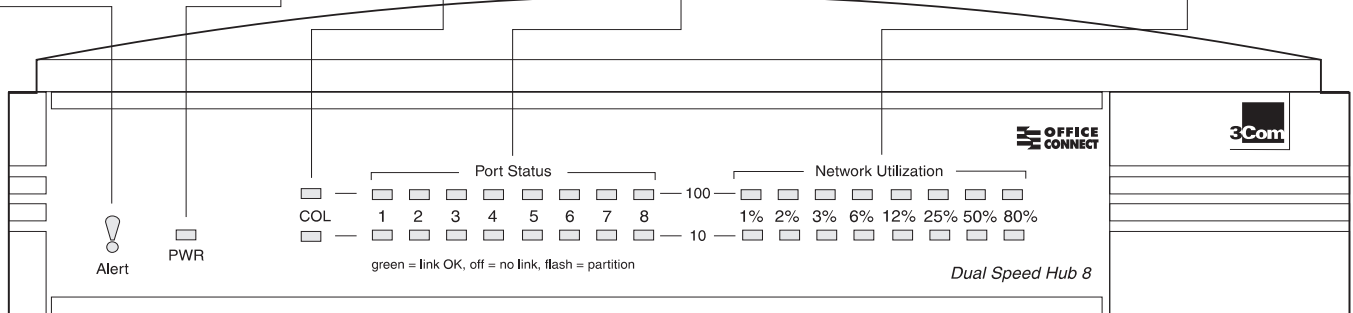 OFFICE
CONNECT
3Com
Port Status
Network Utilization
100
COL 1 2 3 4 5 6 7 8 1% 2% 3% 6% 12% 25% 50% 80%
10
Alert
PWR
green = link OK, off = no link, flash = partition
Dual Speed Hub 8